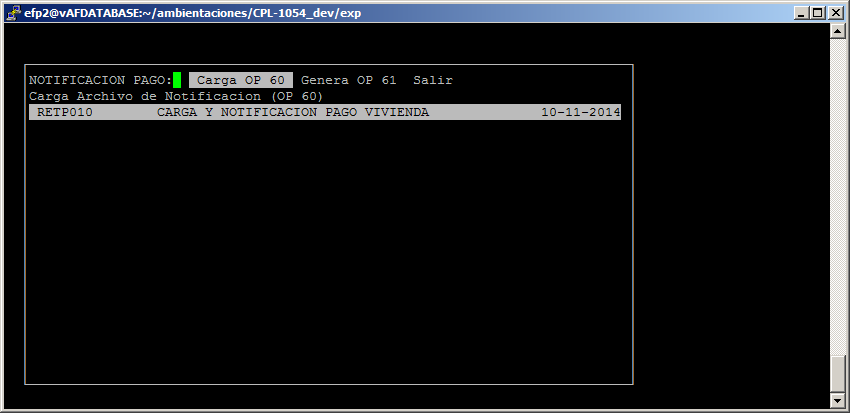 efp2@vAFDATABASE:~/ambientaciones/CPL-1054_dev/exp
NOTIFICACION PAGO: Carga OP 60 Genera OP 61 Salir
Carga Archivo de Notificacion (OP 60)
RETP010 CARGA Y NOTIFICACION PAGO VIVIENDA 10-11-2014